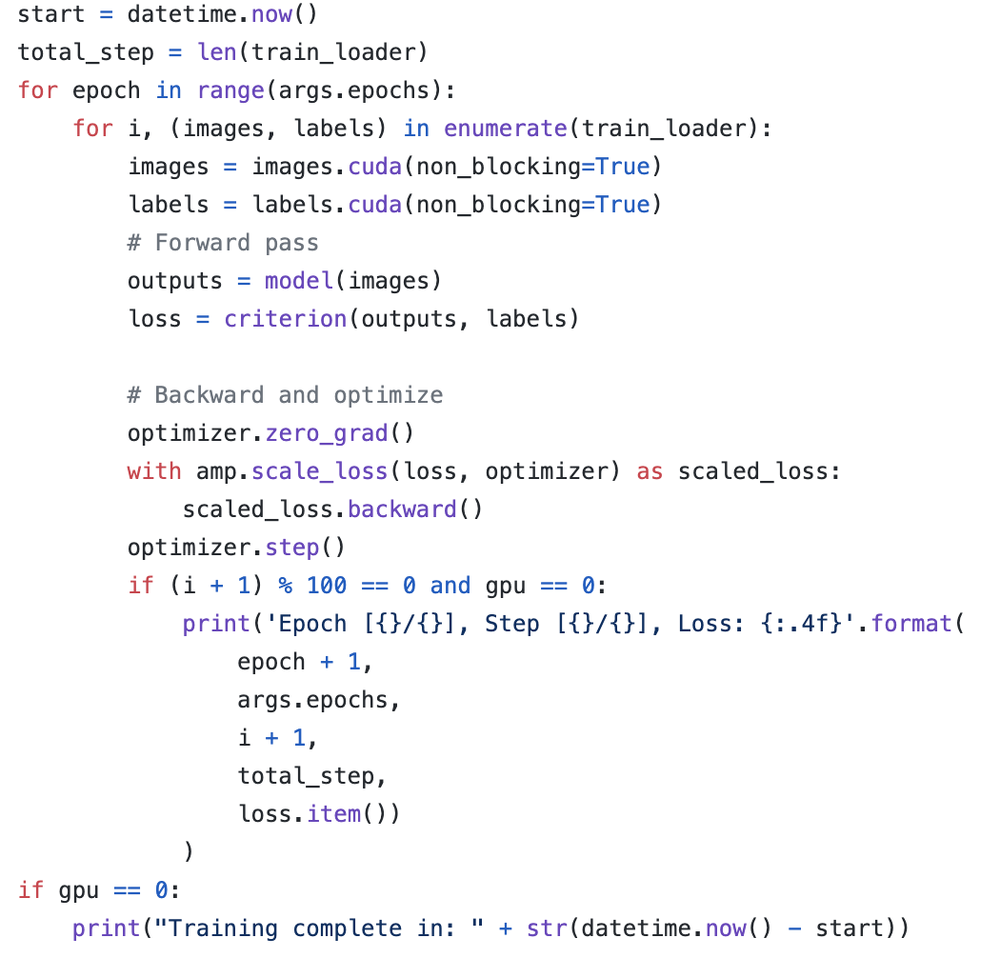 start = datetime.now()
total_step = len(train_loader)
for epoch in range(args.epochs):
    for i, (images, labels) in enumerate(train_loader):
        images = images.cuda(non_blocking=True)
        labels = labels.cuda(non_blocking=True)
        # Forward pass
        outputs = model(images)
        loss = criterion(outputs, labels)

        # Backward and optimize
        optimizer.zero_grad()
        with amp.scale_loss(loss, optimizer) as scaled_loss:
            scaled_loss.backward()
        optimizer.step()
        if (i + 1) % 100 == 0 and gpu == 0:
            print('Epoch [{}/{}], Step [{}/{}], Loss: {:.4f}'.format(
                epoch + 1,
                args.epochs,
                i + 1,
                total_step,
                loss.item())
            )
if gpu == 0:
    print("Training complete in: " + str(datetime.now() - start))